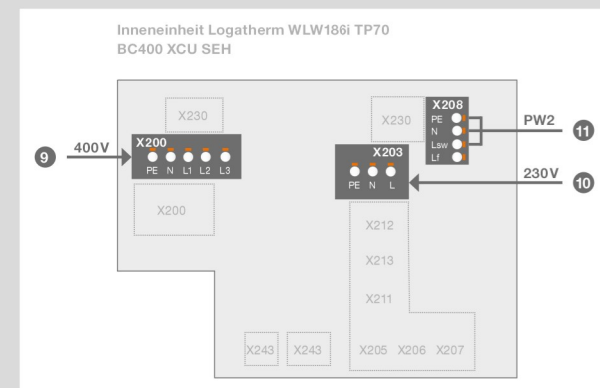 Inneneinheit Logatherm WLW186i TP70
BC400 XCU SEH
X230
X230
X208
PE
N
Lsw
Lf
PW2
11
9
400V
X200
PE N L1 L2 L3
X203
PE N L
230V
10
X200
X212
X213
X211
X243
X243
X205 X206 X207